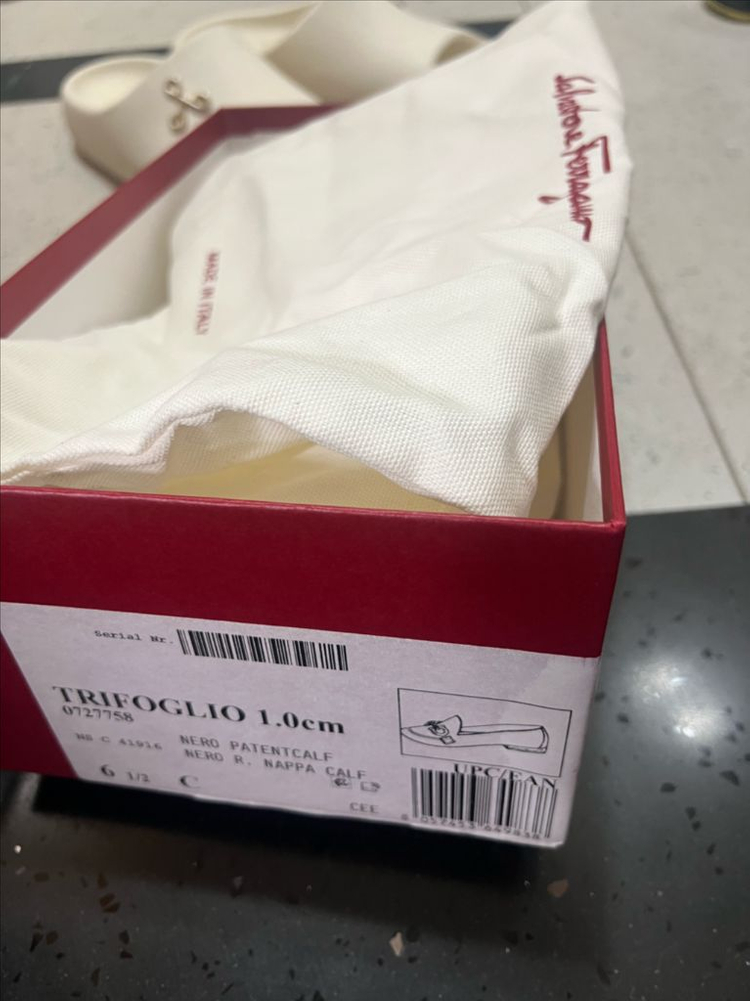 Salvatore Ferragamo
MADE IN ITALY
Serial Nr.
TRIFOGLIO 1.0cm
0727758
NERO PATENTCALF
NERO R. NAPPA CALF
6 1/2 C
CEE
UPC/EAN